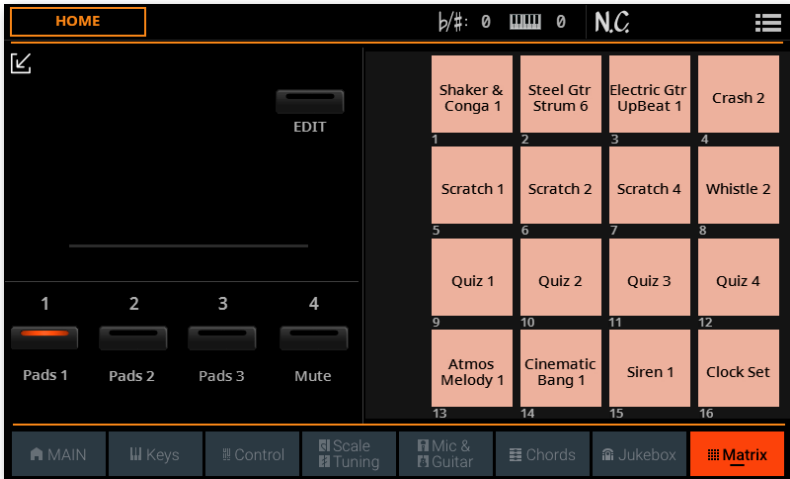 HOME
b/#: 0 0 N.C.
EDIT
1 2 3 4
Pads 1 Pads 2 Pads 3 Mute
Shaker & Conga 1
1
Steel Gtr Strum 6
2
Electric Gtr UpBeat 1
3
Crash 2
4
Scratch 1
5
Scratch 2
6
Scratch 4
7
Whistle 2
8
Quiz 1
9
Quiz 2
10
Quiz 3
11
Quiz 4
12
Atmos Melody 1
13
Cinematic Bang 1
14
Siren 1
15
Clock Set
16
MAIN
Keys
Control
Scale
Tuning
Mic &
Guitar
Chords
Jukebox
Matrix